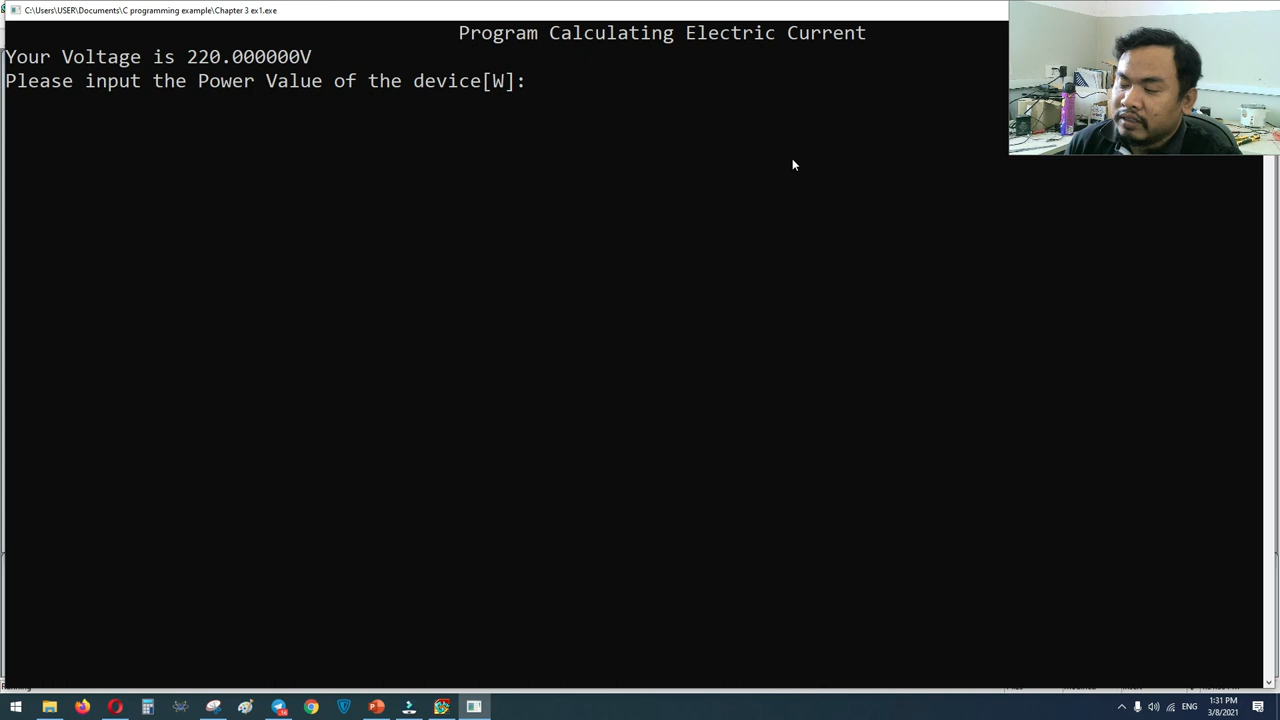 C:\Users\USER\Documents\C programming example\Chapter 3 ex1.exe
Program Calculating Electric Current
Your Voltage is 220.000000V
Please input the Power Value of the device[W]:
ENG
1:31 PM
3/8/2021